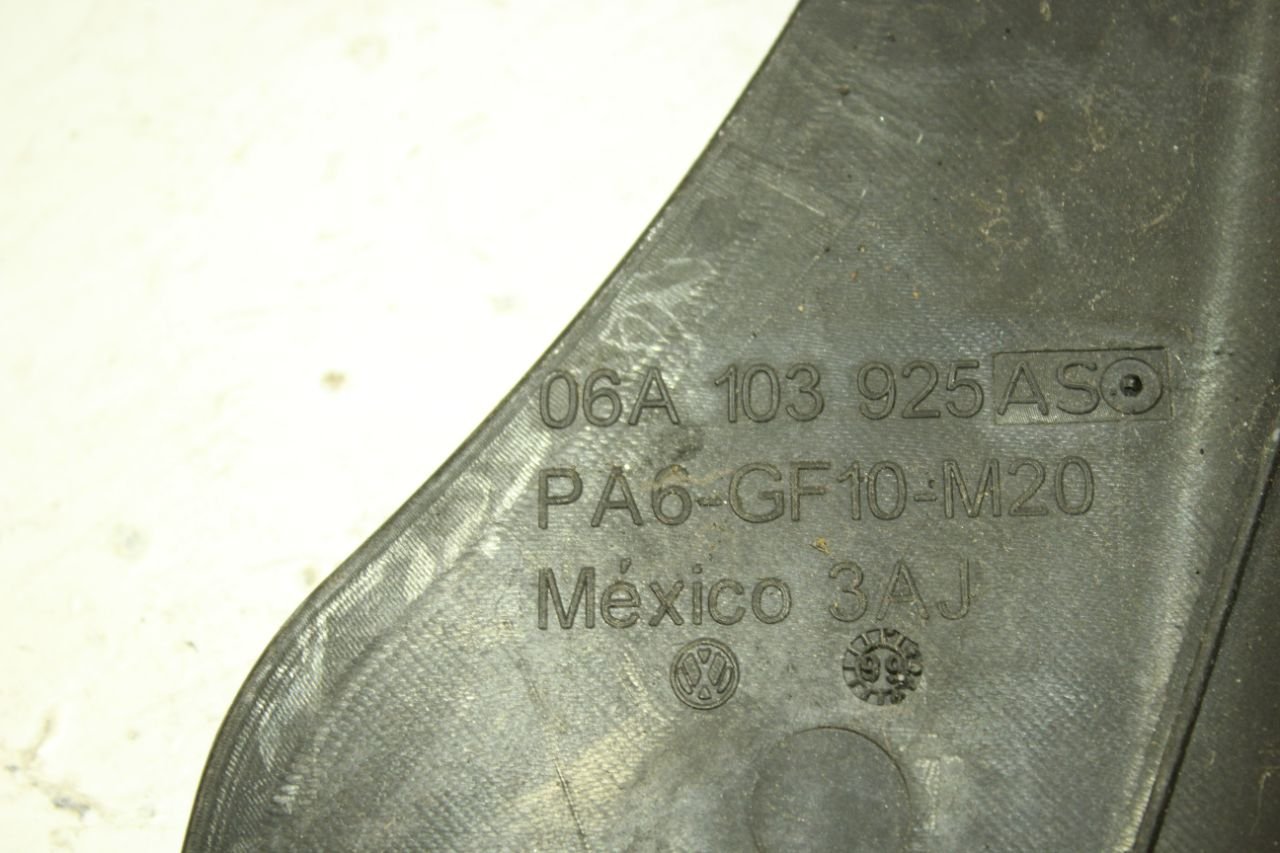 06A 103 925 AS
PA6-GF10-M20
México 3AJ